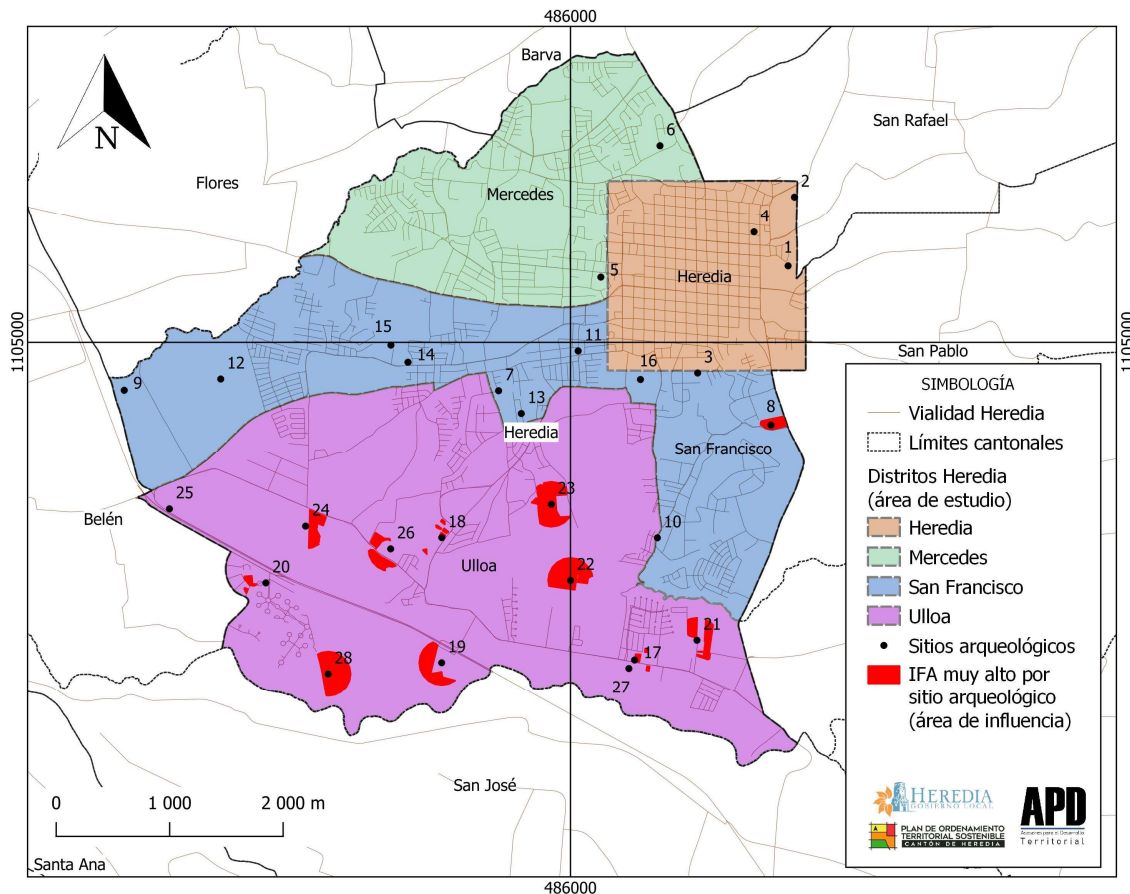 486000
Barva
N
San Rafael
6
Flores
Mercedes
2
4
1
5
Heredia
1105000
1105000
15
11
14
16
3
San Pablo
12
9
7
13
8
Heredia
San Francisco
25
Belén
24
23
26
18
10
Ulloa
20
22
21
28
19
17
27
San José
0 1 000 2 000 m
Santa Ana
486000
SIMBOLOGÍA
Vialidad Heredia
Límites cantonales
Distritos Heredia
(área de estudio)
Heredia
Mercedes
San Francisco
Ulloa
Sitios arqueológicos
IFA muy alto por
sitio arqueológico
(área de influencia)
HEREDIA
GOBIERNO LOCAL
PLAN DE ORDENAMIENTO
TERRITORIAL SOSTENIBLE
CANTÓN DE HEREDIA
APD
Asesores para el Desarrollo
Territorial